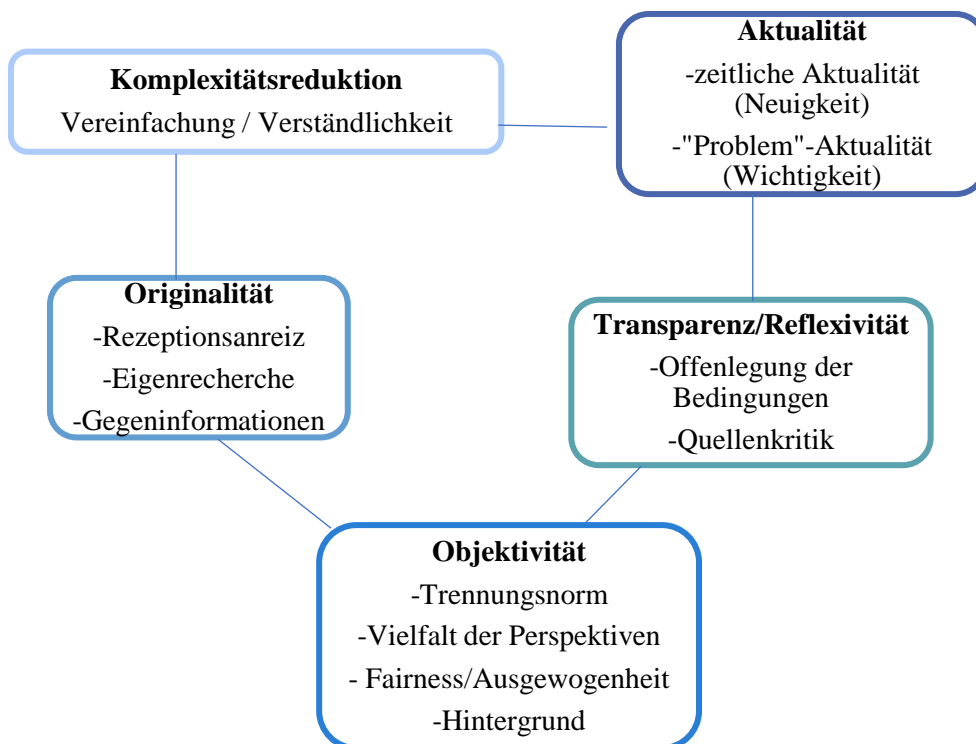 Komplexitätsreduktion
Vereinfachung / Verständlichkeit
Aktualität
-zeitliche Aktualität
(Neuigkeit)
-"Problem"-Aktualität
(Wichtigkeit)
Originalität
-Rezeptionsanreiz
-Eigenrecherche
-Gegeninformationen
Transparenz/Reflexivität
-Offenlegung der
Bedingungen
-Quellenkritik
Objektivität
-Trennungsnorm
-Vielfalt der Perspektiven
- Fairness/Ausgewogenheit
-Hintergrund